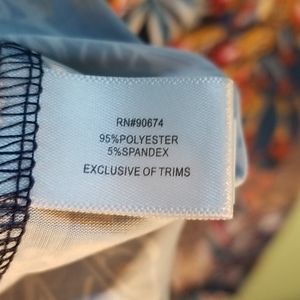 RN#90674
95%POLYESTER
5%SPANDEX
EXCLUSIVE OF TRIMS